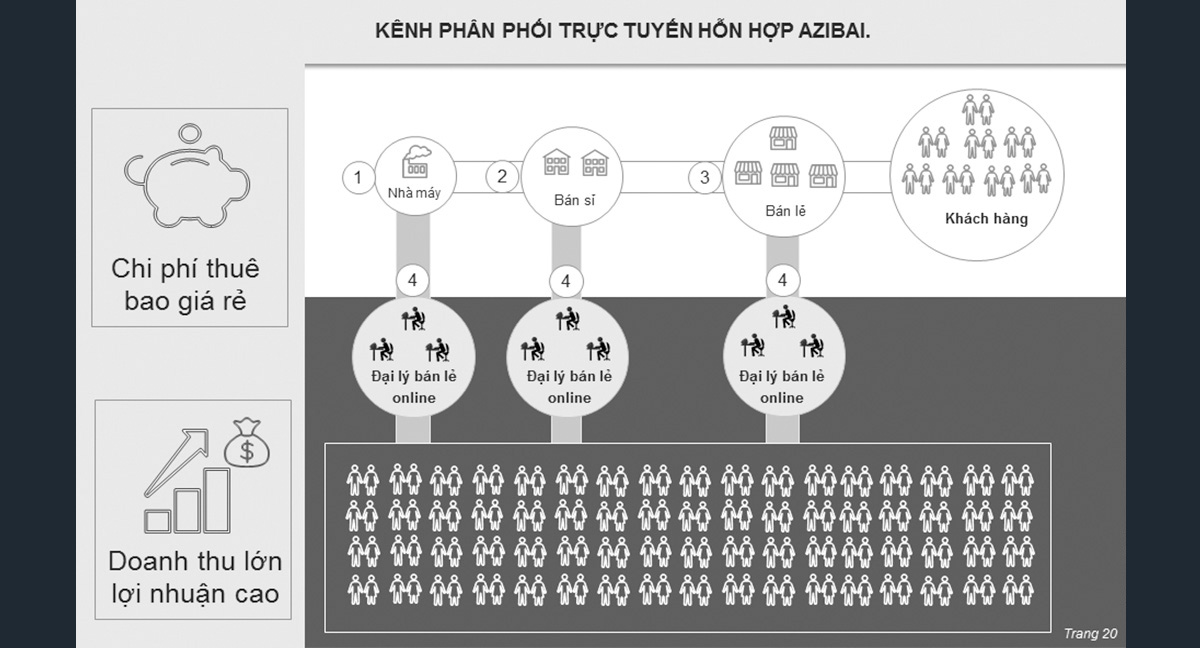 KÊNH PHÂN PHỐI TRỰC TUYẾN HỖN HỢP AZIBAI.
Chi phí thuê
bao giá rẻ
Doanh thu lớn
lợi nhuận cao
1
Nhà máy
2
Bán sỉ
3
Bán lẽ
Khách hàng
4
4
4
Đại lý bán lẻ
online
Đại lý bán lẻ
online
Đại lý bán lẻ
online
$
Trang 20